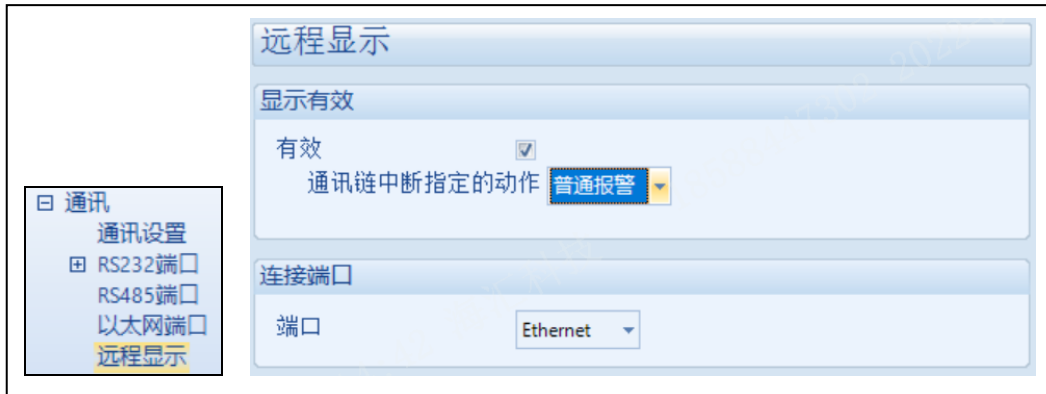 通讯
通讯设置
RS232端口
RS485端口
以太网端口
远程显示
远程显示
显示有效
有效
通讯链中断指定的动作 普通报警
连接端口
端口 Ethernet